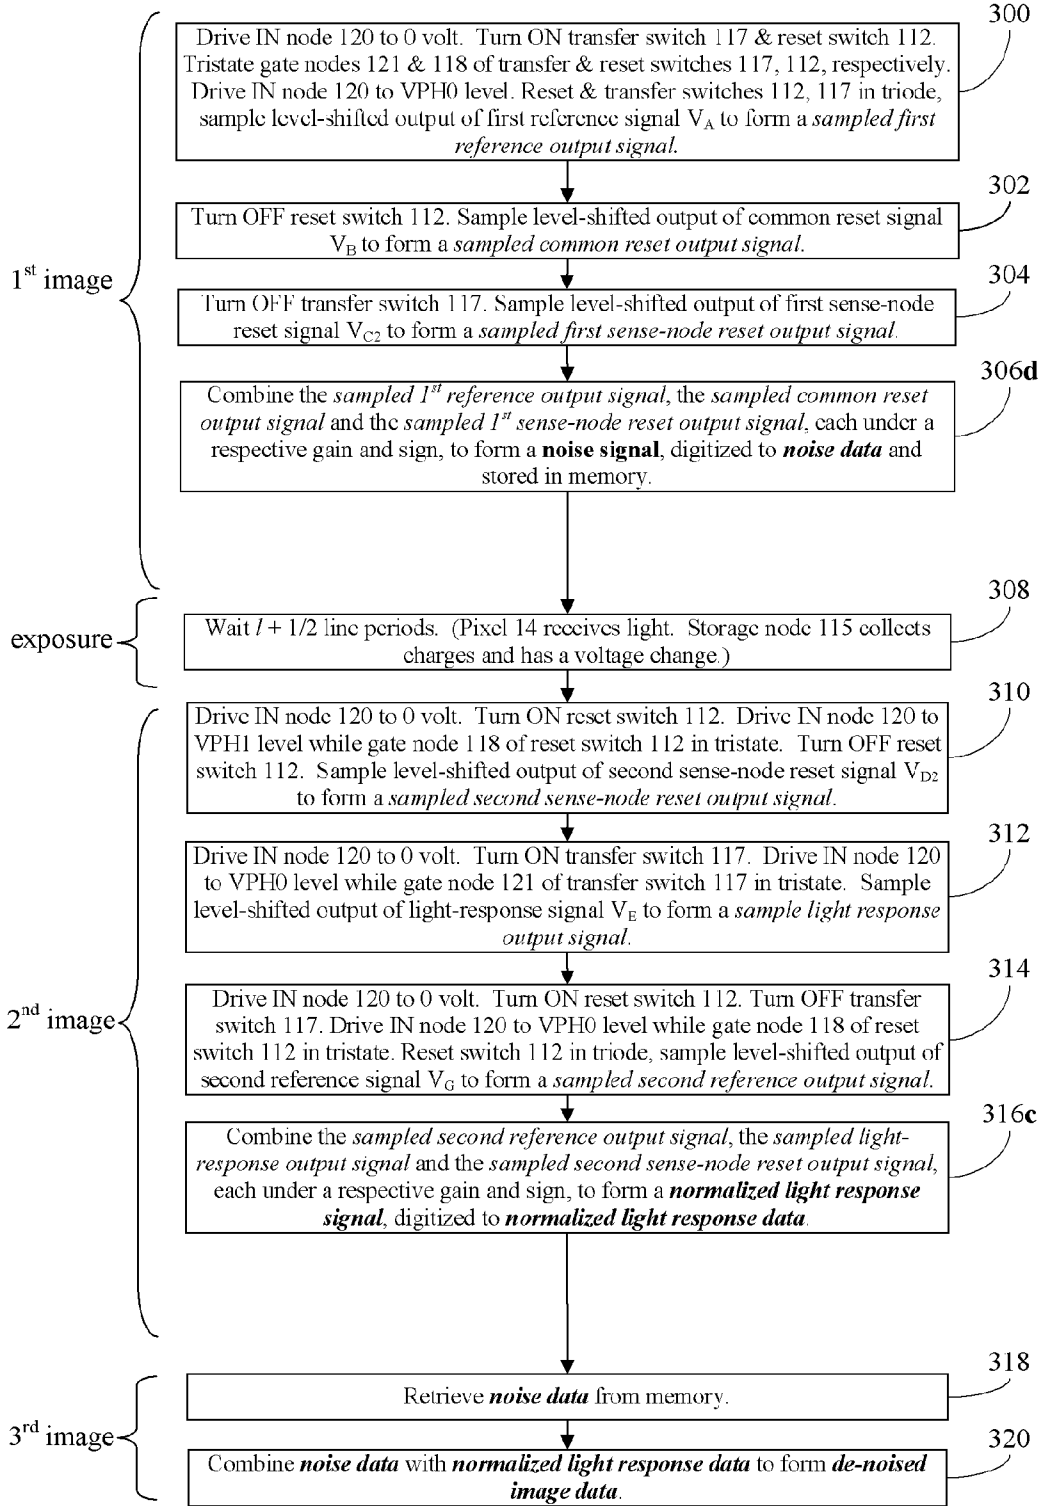 300
Drive IN node 120 to 0 volt. Turn ON transfer switch 117 & reset switch 112.
Tristate gate nodes 121 & 118 of transfer & reset switches 117, 112, respectively.
Drive IN node 120 to VPH0 level. Reset & transfer switches 112, 117 in triode,
sample level-shifted output of first reference signal VA to form a sampled first
reference output signal.
302
Turn OFF reset switch 112. Sample level-shifted output of common reset signal
VB to form a sampled common reset output signal.
1st image
304
Turn OFF transfer switch 117. Sample level-shifted output of first sense-node
reset signal VC2 to form a sampled first sense-node reset output signal.
306d
Combine the sampled 1st reference output signal, the sampled common reset
output signal and the sampled 1st sense-node reset output signal, each under a
respective gain and sign, to form a noise signal, digitized to noise data and
stored in memory.
308
exposure
Wait l + 1/2 line periods. (Pixel 14 receives light. Storage node 115 collects
charges and has a voltage change.)
310
Drive IN node 120 to 0 volt. Turn ON reset switch 112. Drive IN node 120 to
VPH1 level while gate node 118 of reset switch 112 in tristate. Turn OFF reset
switch 112. Sample level-shifted output of second sense-node reset signal VD2
to form a sampled second sense-node reset output signal.
312
Drive IN node 120 to 0 volt. Turn ON transfer switch 117. Drive IN node 120
to VPH0 level while gate node 121 of transfer switch 117 in tristate. Sample
level-shifted output of light-response signal VE to form a sample light response
output signal.
314
2nd image
Drive IN node 120 to 0 volt. Turn ON reset switch 112. Turn OFF transfer
switch 117. Drive IN node 120 to VPH0 level while gate node 118 of reset
switch 112 in tristate. Reset switch 112 in triode, sample level-shifted output of
second reference signal VG to form a sampled second reference output signal.
316c
Combine the sampled second reference output signal, the sampled light-
response output signal and the sampled second sense-node reset output signal,
each under a respective gain and sign, to form a normalized light response
signal, digitized to normalized light response data.
318
Retrieve noise data from memory.
3rd image
320
Combine noise data with normalized light response data to form de-noised
image data.